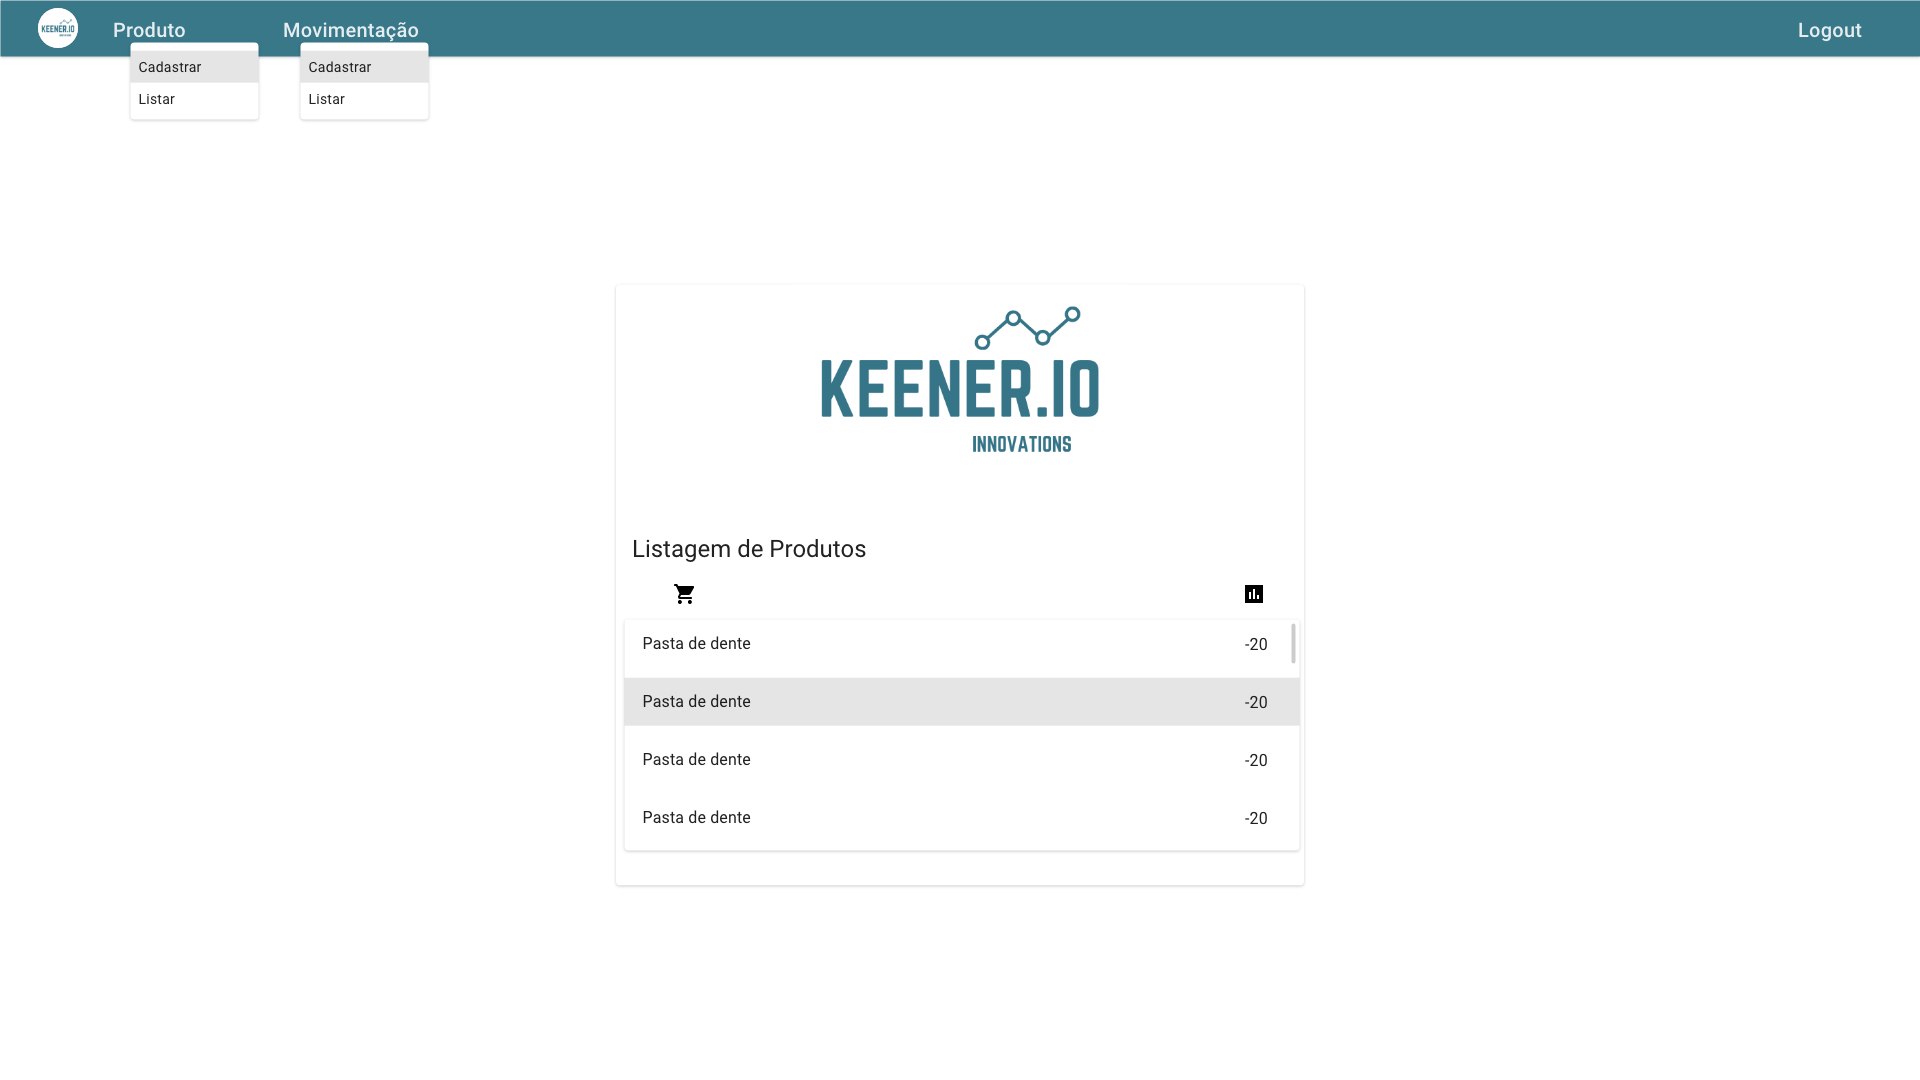 KEENER.IO
Produto
Movimentação
Logout
Cadastrar
Listar
Cadastrar
Listar
KEENER.IO
INNOVATIONS
Listagem de Produtos
Pasta de dente -20
Pasta de dente -20
Pasta de dente -20
Pasta de dente -20